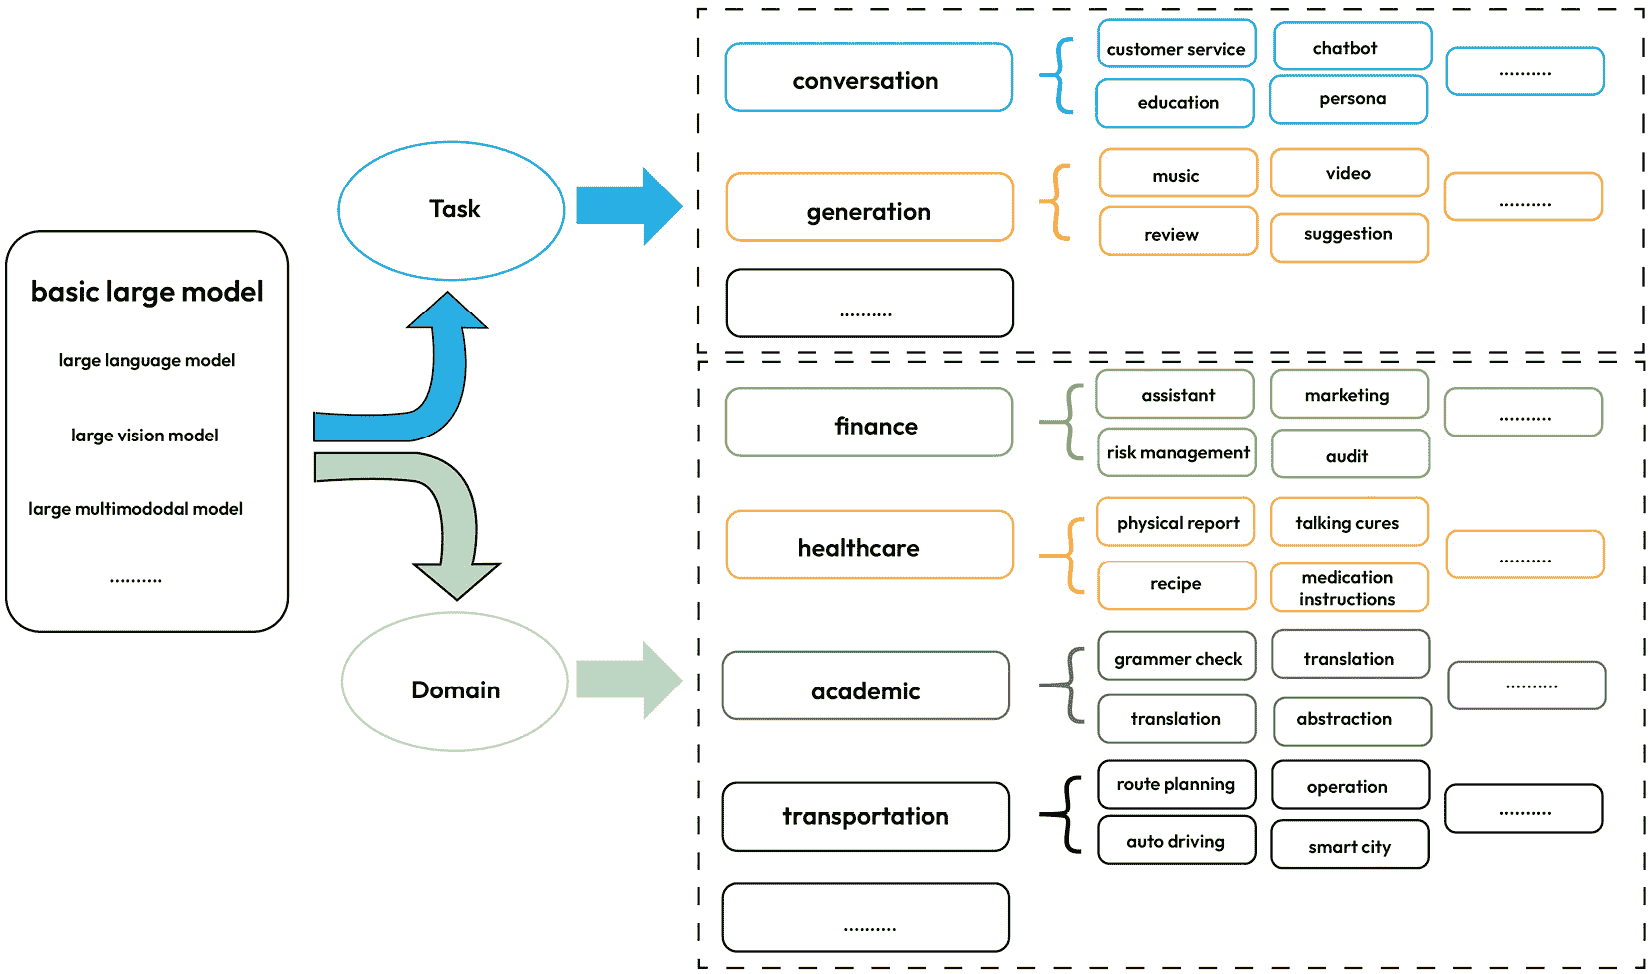 basic large model
large language model
large vision model
large multimododal model
..........
Task
Domain
conversation
customer service
chatbot
education
persona
..........
generation
music
video
review
suggestion
..........
..........
finance
assistant
marketing
risk management
audit
..........
healthcare
physical report
talking cures
recipe
medication
instructions
..........
academic
grammer check
translation
translation
abstraction
..........
transportation
route planning
operation
auto driving
smart city
..........
..........